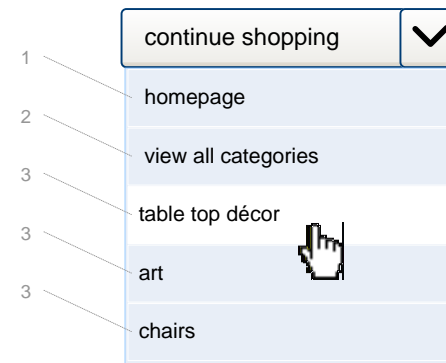 continue shopping
1 homepage
2 view all categories
3 table top décor
3 art
3 chairs